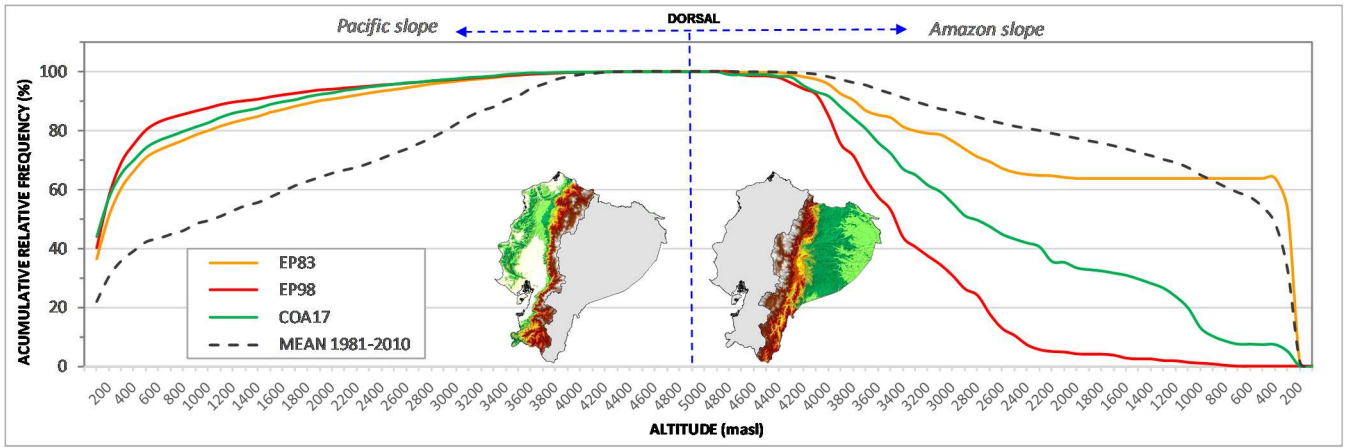 DORSAL
Pacific slope
Amazon slope
ACUMULATIVE RELATIVE FREQUENCY (%)
100
80
60
40
20
0
EP83
EP98
COA17
MEAN 1981-2010
200 400 600 800 1000 1200 1400 1600 1800 2000 2200 2400 2600 2800 3000 3200 3400 3600 3800 4000 4200 4400 4600 4800 5000 4800 4600 4400 4200 4000 3800 3600 3400 3200 3000 2800 2600 2400 2200 2000 1800 1600 1400 1200 1000 800 600 400 200
ALTITUDE (masl)